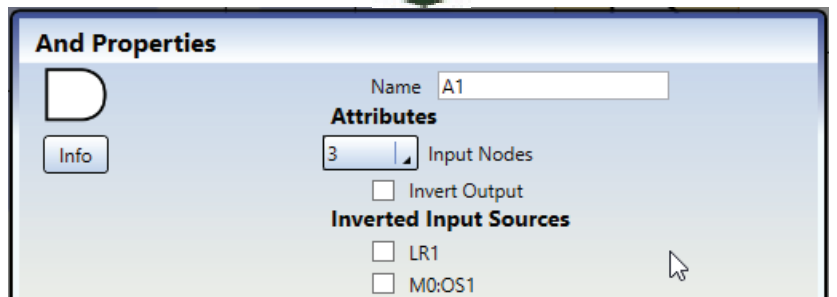 And Properties
Name A1
Attributes
Info
3 Input Nodes
Invert Output
Inverted Input Sources
LR1
M0:OS1